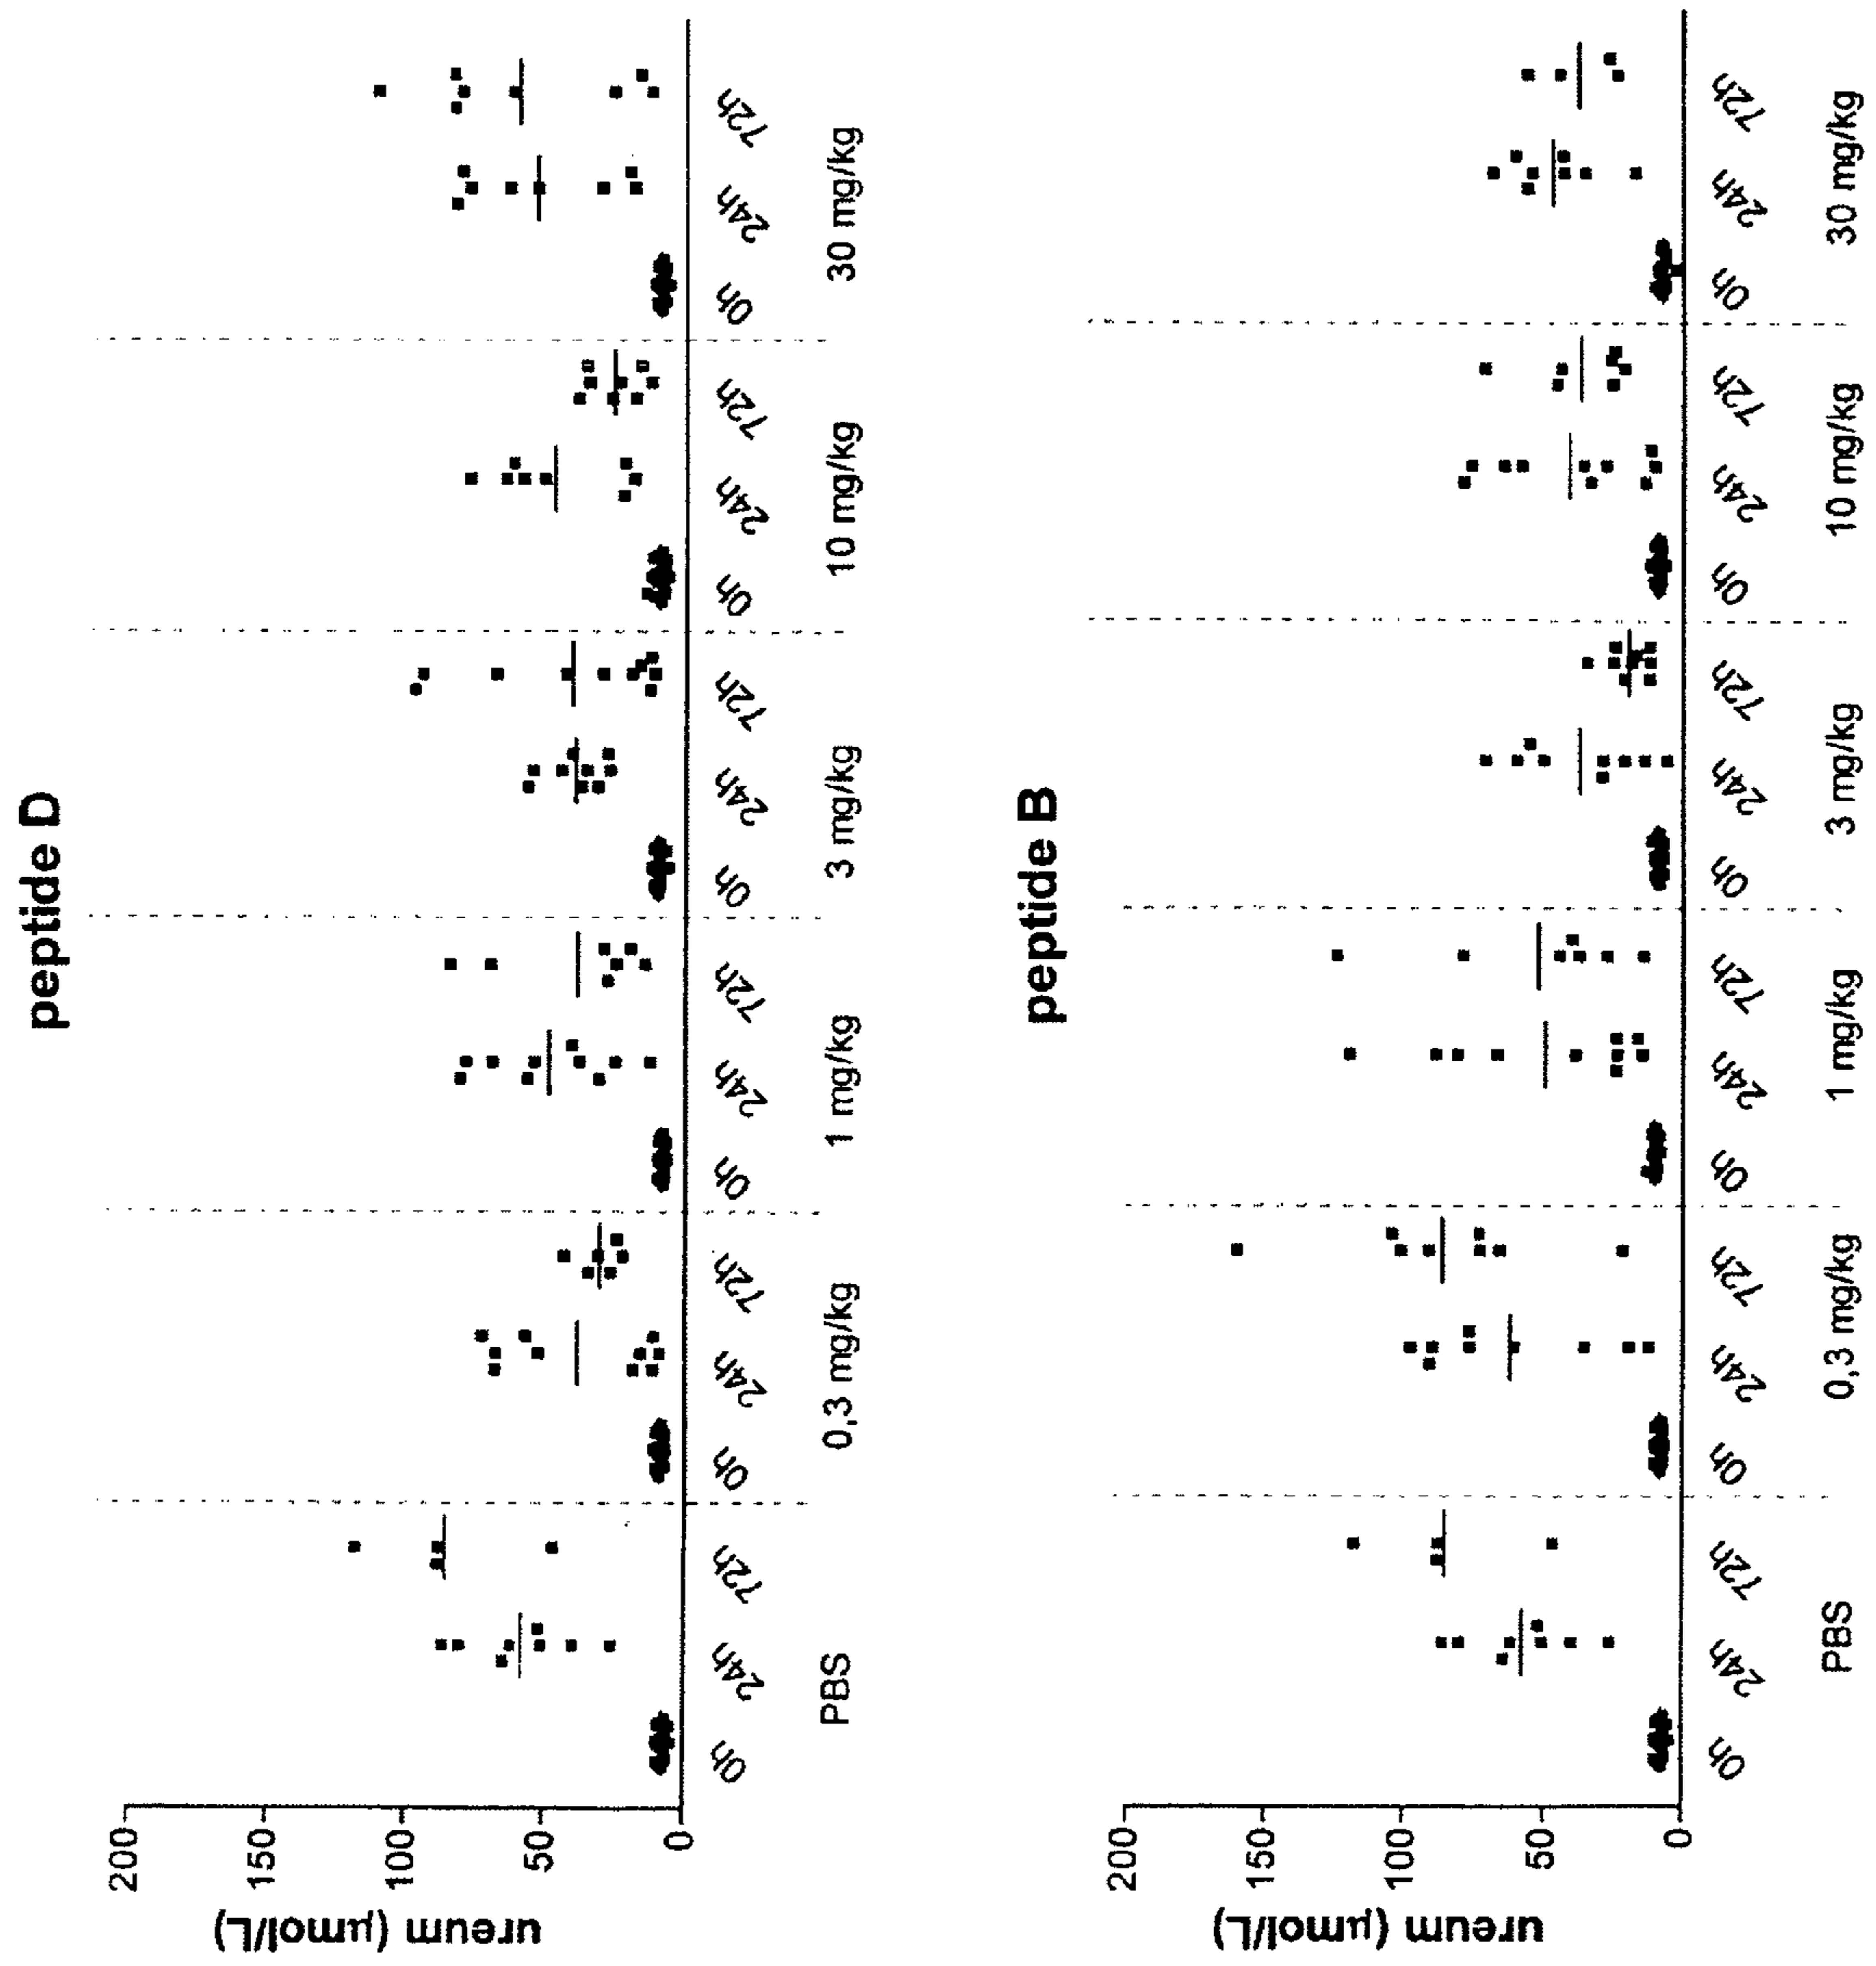 peptide D
ureum (µmol/L)
200
150
100
50
0
0h 24h 72h 0h 24h 72h 0h 24h 72h 0h 24h 72h 0h 24h 72h 0h 24h 72h
PBS 0,3 mg/kg 1 mg/kg 3 mg/kg 10 mg/kg 30 mg/kg
peptide B
ureum (µmol/L)
200
150
100
50
0
0h 24h 72h 0h 24h 72h 0h 24h 72h 0h 24h 72h 0h 24h 72h 0h 24h 72h
PBS 0,3 mg/kg 1 mg/kg 3 mg/kg 10 mg/kg 30 mg/kg